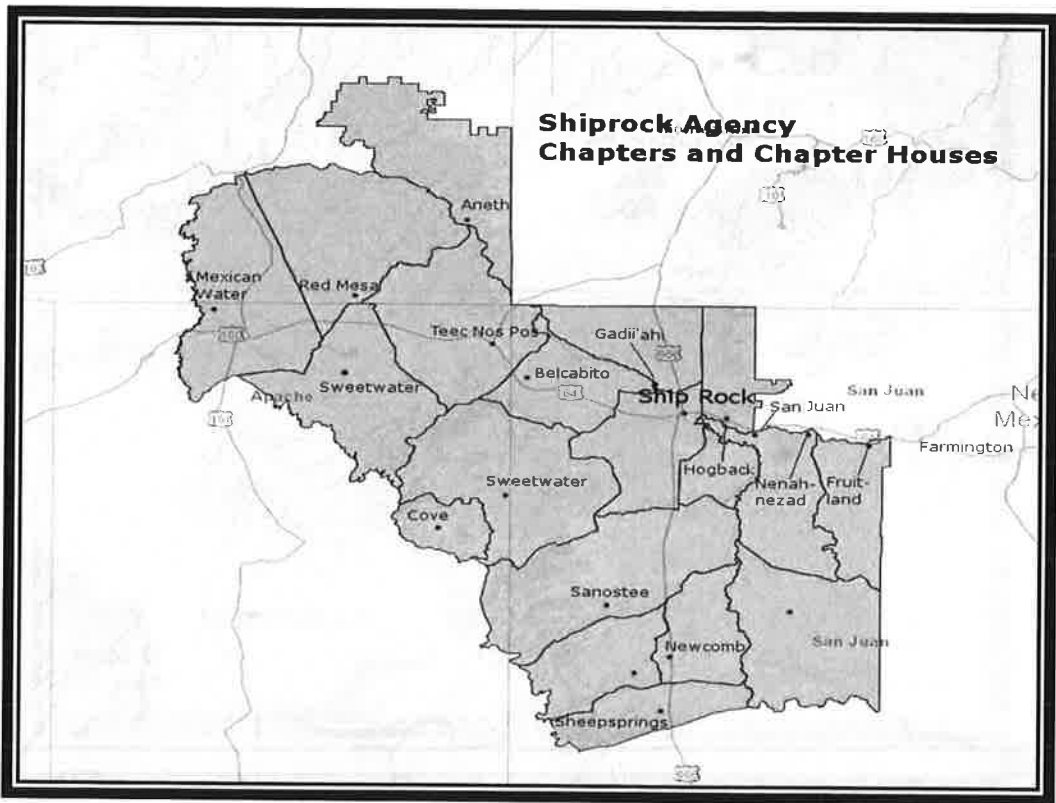 Shiprock Agency
Chapters and Chapter Houses
Aneth
Mexican
Water
Red Mesa
Teec Nos Pos
Gadii'ahi
Belcabito
Sweetwater
Apache
Ship Rock
San Juan
San Juan
Ne
Mex
Farmington
Hogback
Nenah-
nezad
Fruit-
land
Sweetwater
Cove
Sanostee
Newcomb
San Juan
Sheepsprings